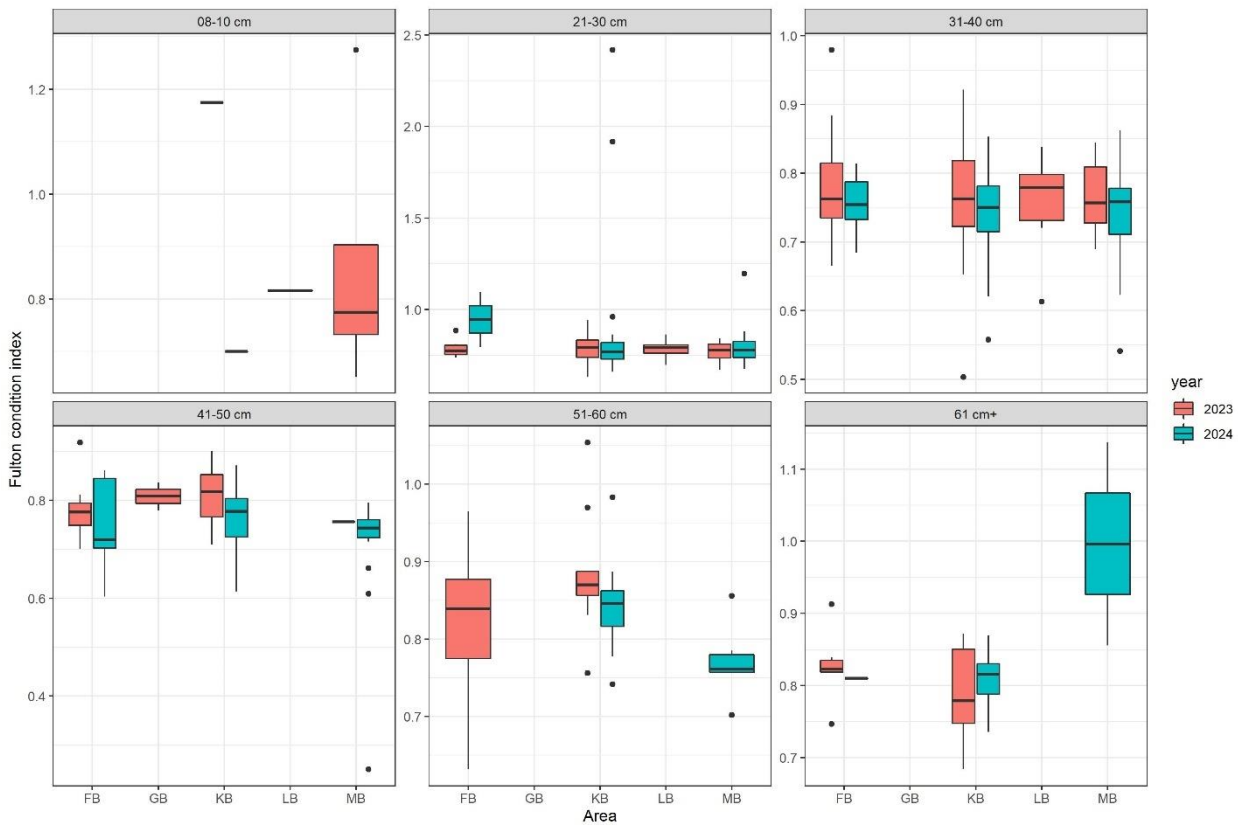 08-10 cm
21-30 cm
31-40 cm
1.2
1.0
0.8
2.5
2.0
1.5
1.0
1.0
0.9
0.8
0.7
0.6
0.5
Fulton condition index
41-50 cm
51-60 cm
61 cm+
0.8
0.6
0.4
1.0
0.9
0.8
0.7
1.1
1.0
0.9
0.8
0.7
FB GB KB LB MB
FB GB KB LB MB
FB GB KB LB MB
Area
year
2023
2024